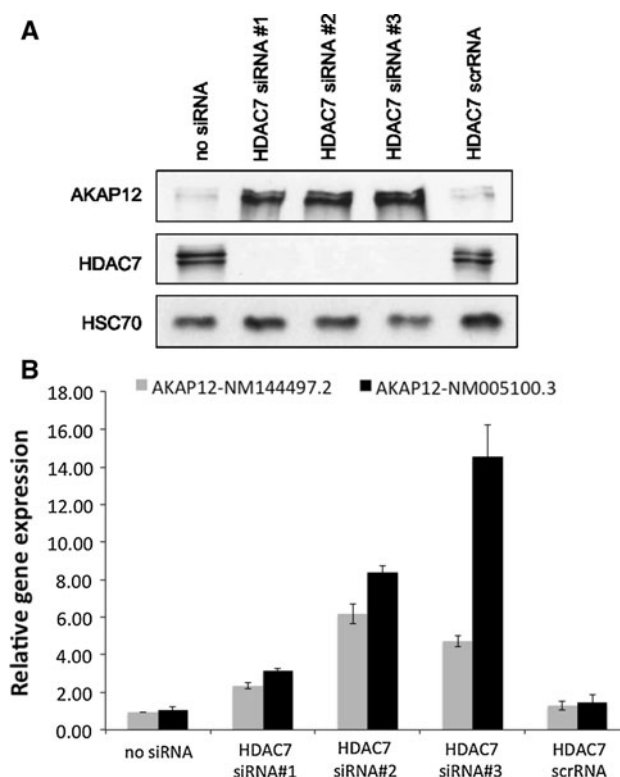 A
no siRNA
HDAC7 siRNA #1
HDAC7 siRNA #2
HDAC7 siRNA #3
HDAC7 scrRNA
AKAP12
HDAC7
HSC70
B
AKAP12-NM144497.2 AKAP12-NM005100.3
Relative gene expression
18.00
16.00
14.00
12.00
10.00
8.00
6.00
4.00
2.00
0.00
no siRNA
HDAC7
siRNA#1
HDAC7
siRNA#2
HDAC7
siRNA#3
HDAC7
scrRNA